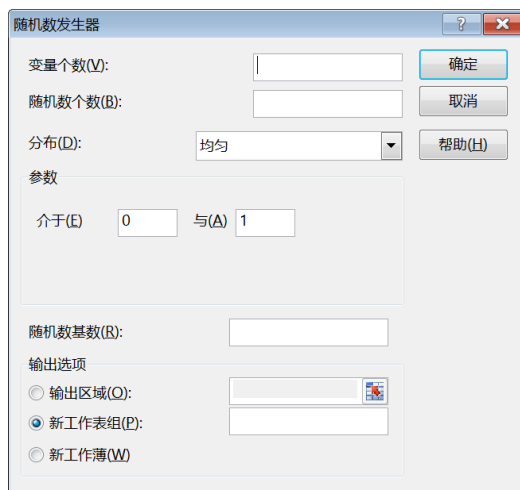 随机数发生器
变量个数(V):
确定
随机数个数(B):
取消
分布(D):
均匀
帮助(H)
参数
介于(E) 0 与(A) 1
随机数基数(R):
输出选项
输出区域(O):
新工作表组(P):
新工作薄(W)